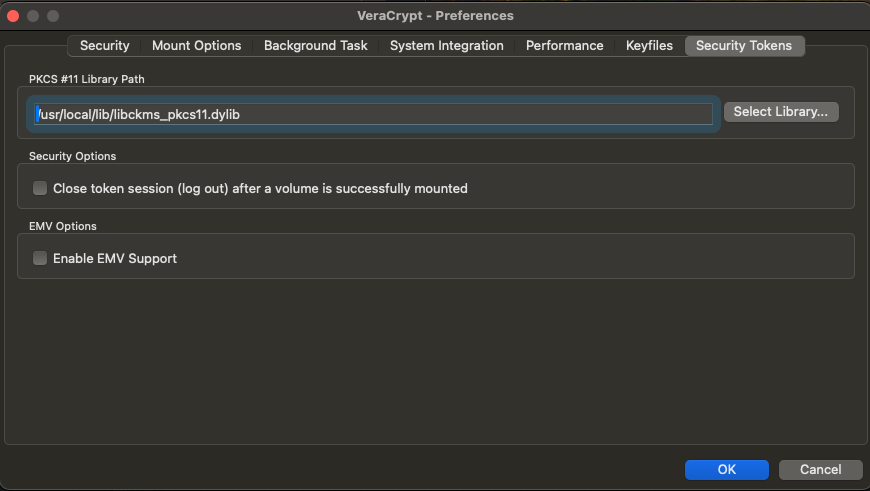 VeraCrypt - Preferences
Security Mount Options Background Task System Integration Performance Keyfiles Security Tokens
PKCS #11 Library Path
/usr/local/lib/libckms_pkcs11.dylib Select Library...
Security Options
Close token session (log out) after a volume is successfully mounted
EMV Options
Enable EMV Support
OK Cancel